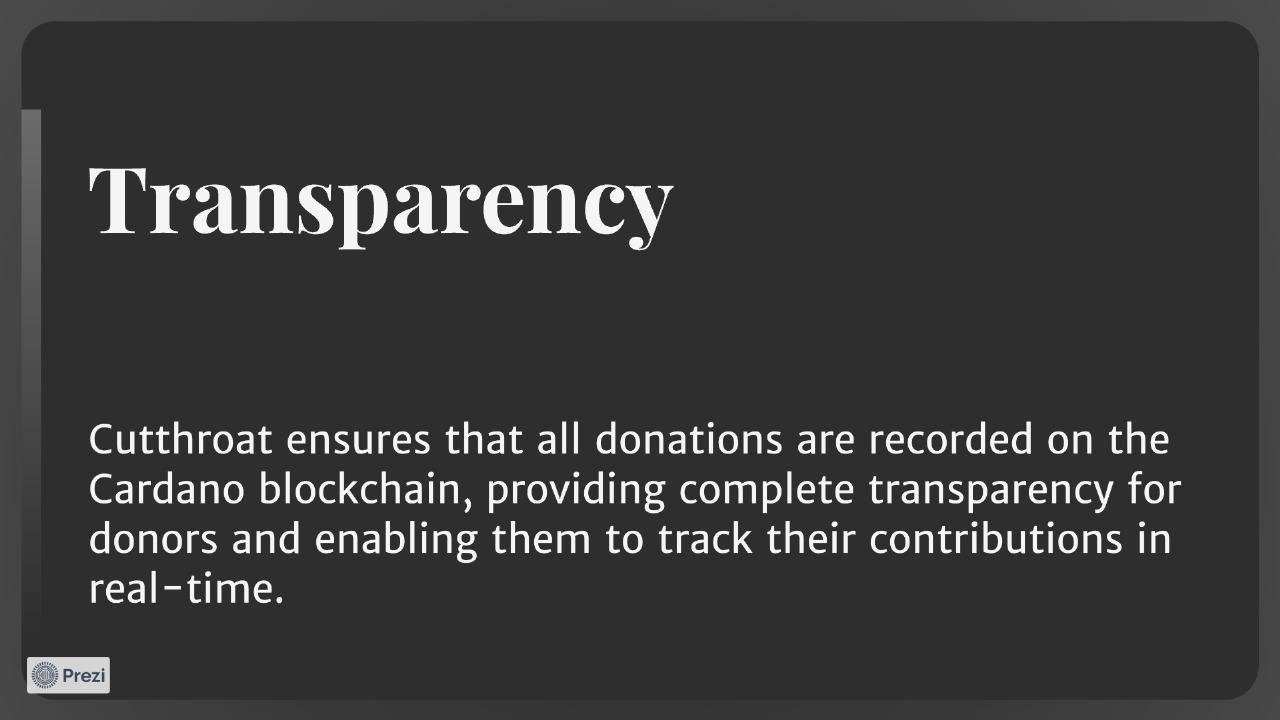 Transparency
Cutthroat ensures that all donations are recorded on the
Cardano blockchain, providing complete transparency for
donors and enabling them to track their contributions in
real-time.
Prezi